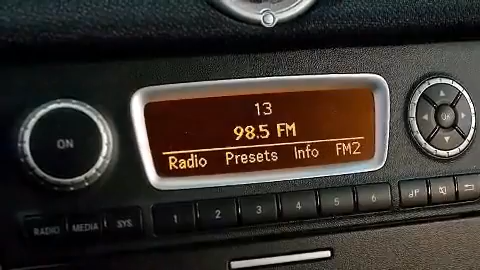 13
98.5 FM
Radio Presets Info FM2
ON
OK
RADIO MEDIA SYS
1 2 3 4 5 6